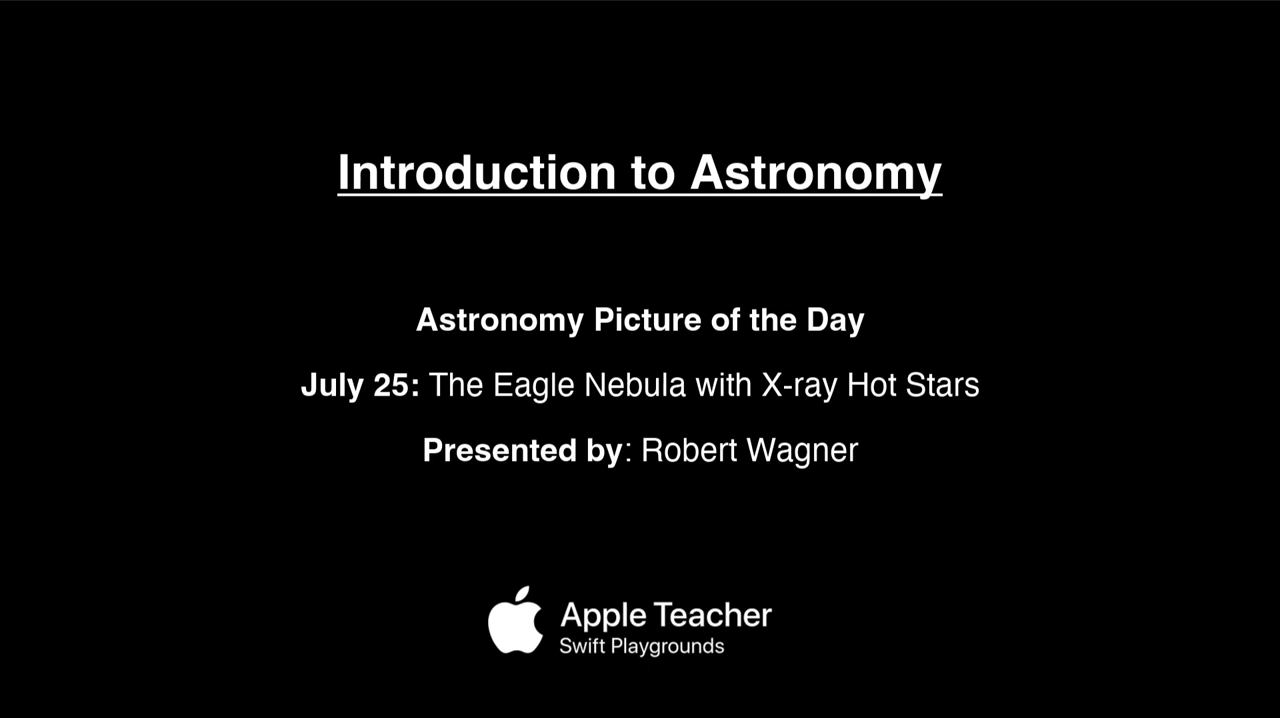 Introduction to Astronomy
Astronomy Picture of the Day
July 25: The Eagle Nebula with X-ray Hot Stars
Presented by: Robert Wagner
Apple Teacher
Swift Playgrounds